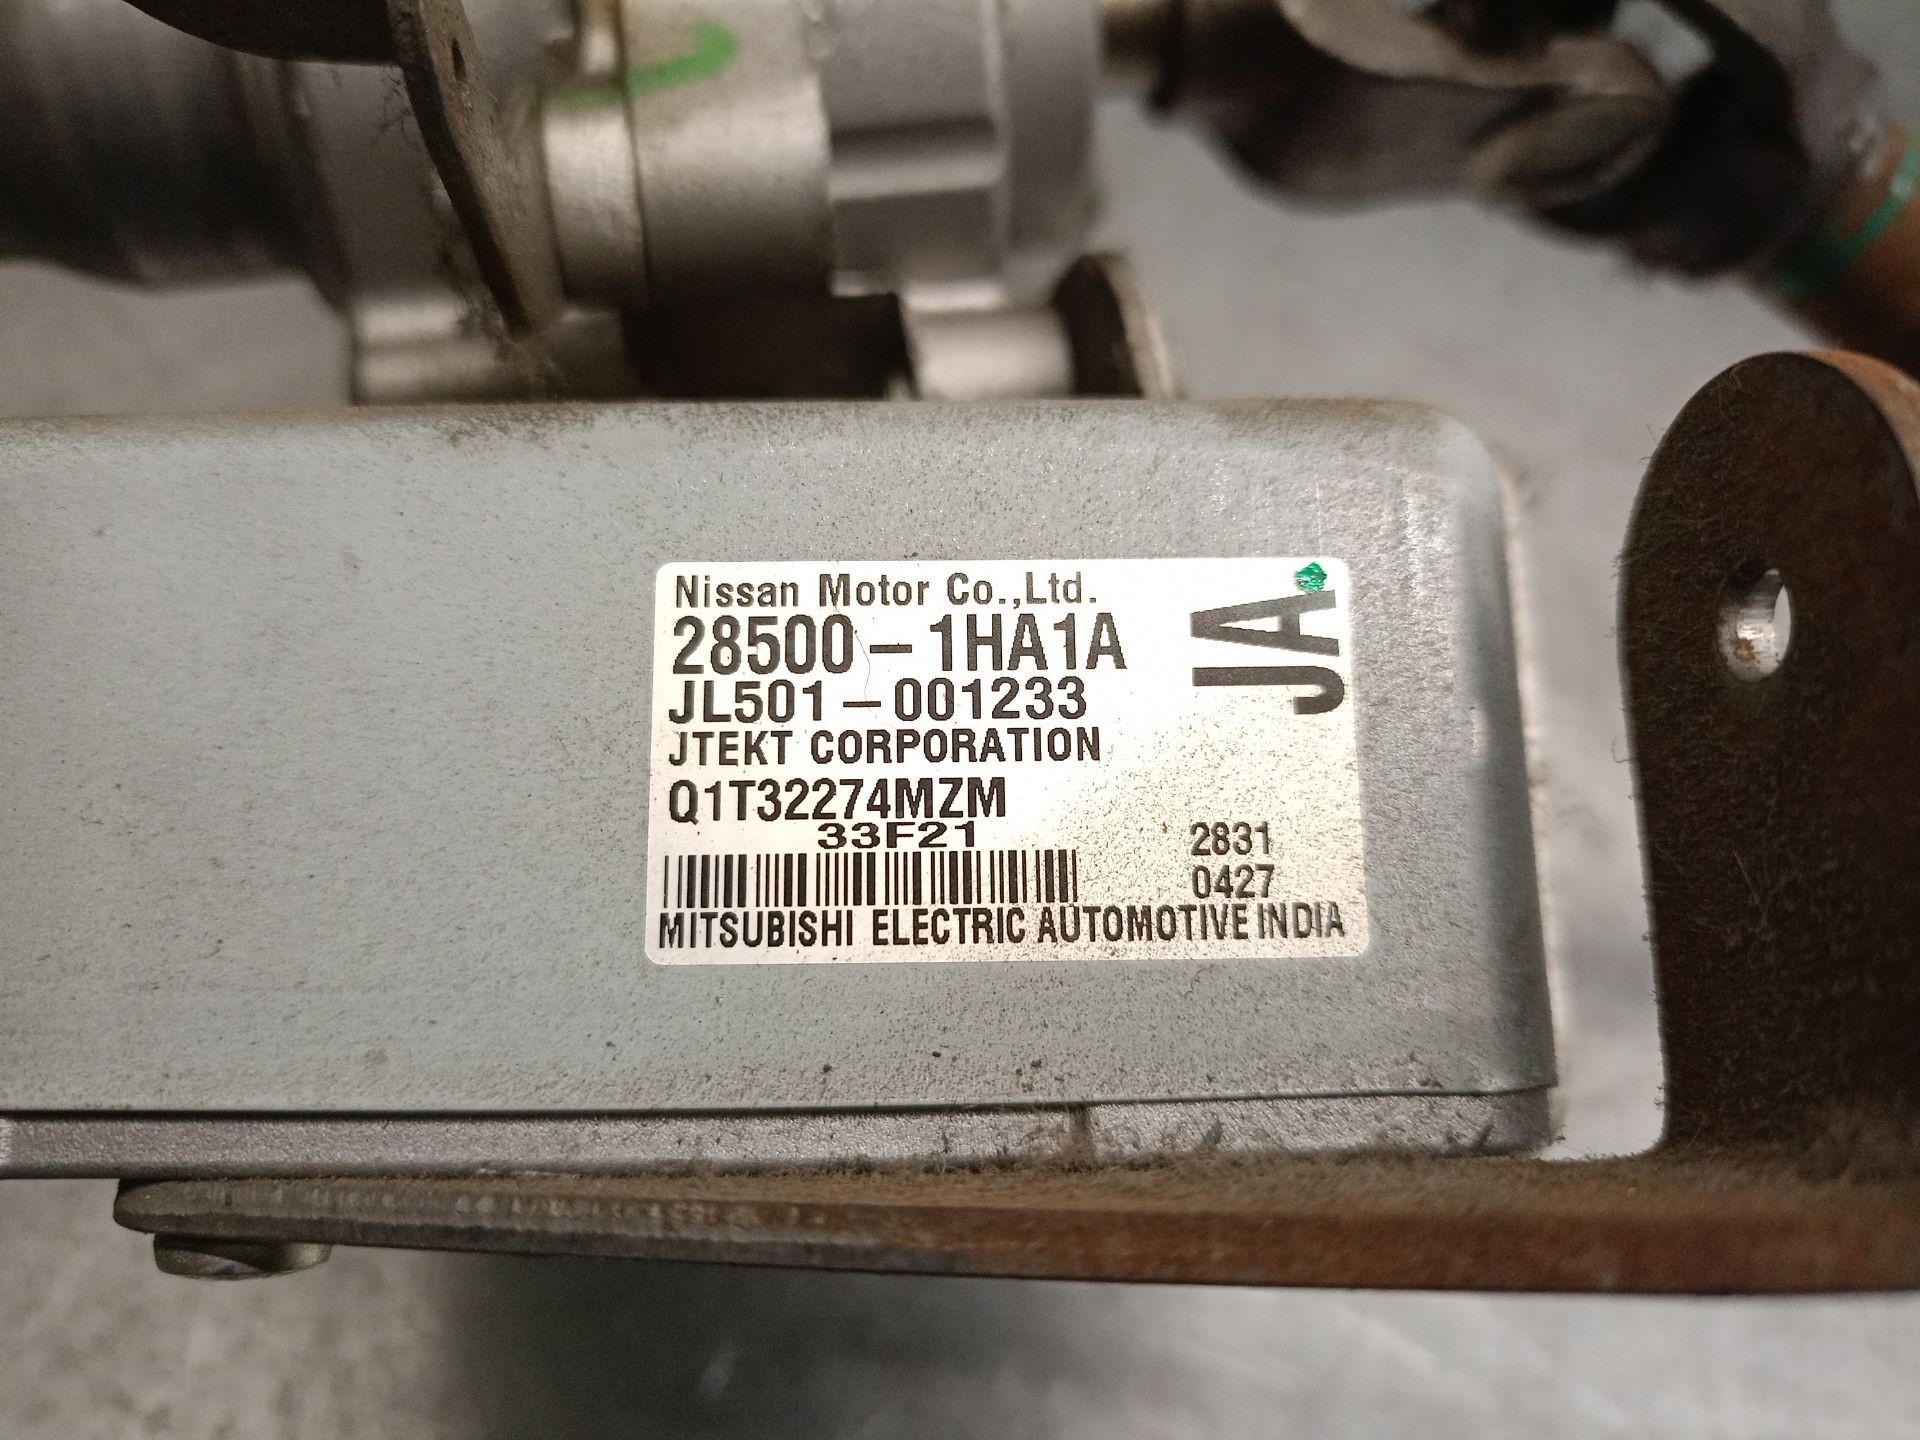 Nissan Motor Co.,Ltd.
28500-1HA1A
JA
JL501-001233
JTEKT CORPORATION
Q1T32274MZM
33F21
2831
0427
MITSUBISHI ELECTRIC AUTOMOTIVE INDIA